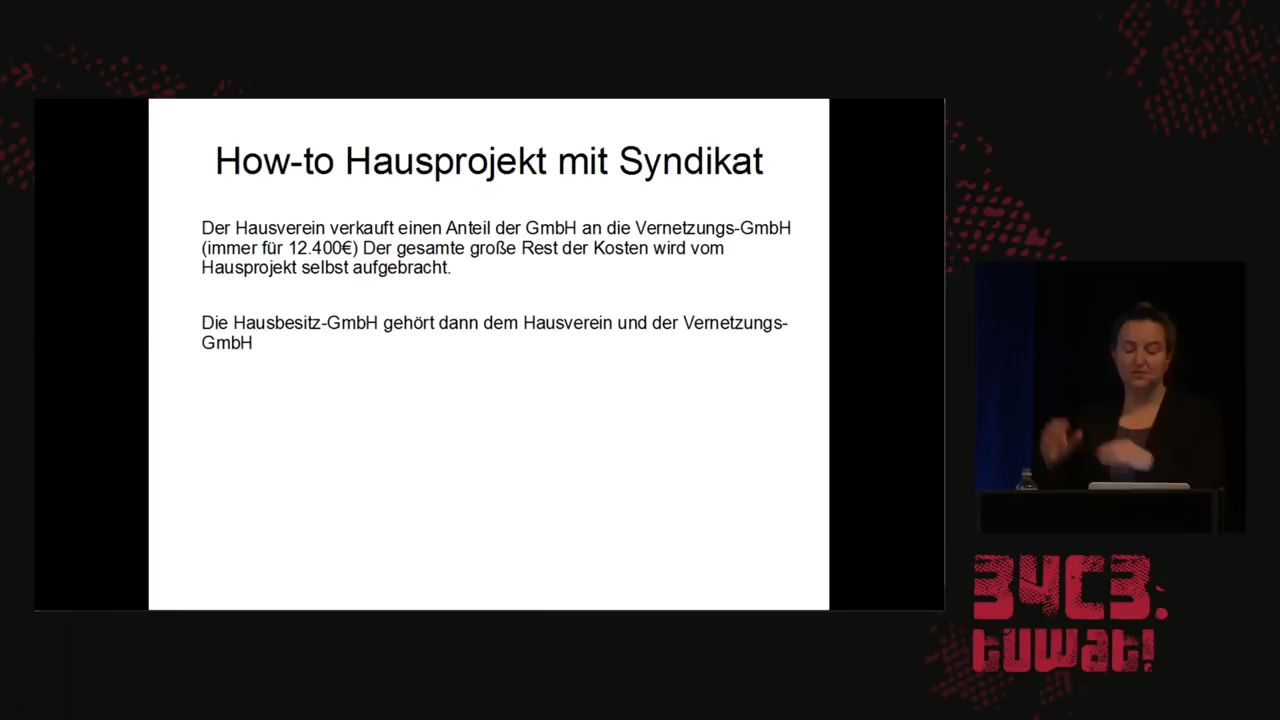 How-to Hausprojekt mit Syndikat
Der Hausverein verkauft einen Anteil der GmbH an die Vernetzungs-GmbH
(immer für 12.400€) Der gesamte große Rest der Kosten wird vom
Hausprojekt selbst aufgebracht.
Die Hausbesitz-GmbH gehört dann dem Hausverein und der Vernetzungs-
GmbH
34C3.
tuwat!